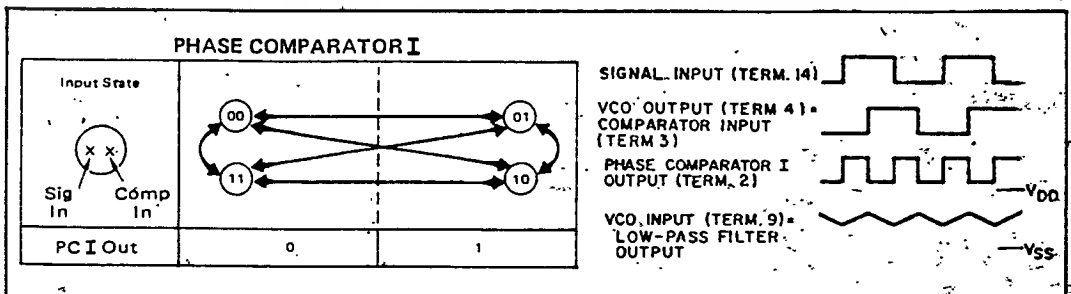 PHASE COMPARATOR I
Input State
x x
Sig In
Comp In
00
01
11
10
PC I Out
0
1
SIGNAL INPUT (TERM. 14)
VCO OUTPUT (TERM 4)=
COMPARATOR INPUT
(TERM 3)
PHASE COMPARATOR I
OUTPUT (TERM. 2)
VCO INPUT (TERM. 9)=
LOW-PASS FILTER
OUTPUT
VDD
VSS